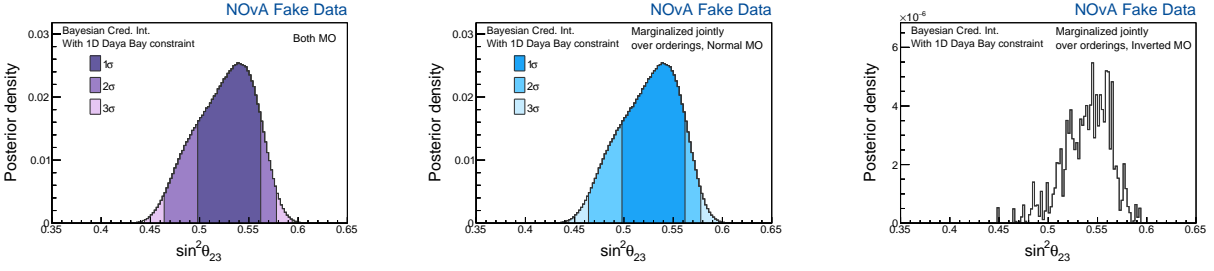 NOvA Fake Data
Bayesian Cred. Int.
With 1D Daya Bay constraint
Both MO
1σ
2σ
3σ
Posterior density
0.03
0.02
0.01
0
0.35 0.4 0.45 0.5 0.55 0.6 0.65
sin²θ₂₃
NOvA Fake Data
Bayesian Cred. Int.
With 1D Daya Bay constraint
Marginalized jointly
over orderings, Normal MO
1σ
2σ
3σ
Posterior density
0.03
0.02
0.01
0
0.35 0.4 0.45 0.5 0.55 0.6 0.65
sin²θ₂₃
NOvA Fake Data
×10⁻⁶
Bayesian Cred. Int.
With 1D Daya Bay constraint
Marginalized jointly
over orderings, Inverted MO
Posterior density
6
4
2
0
0.35 0.4 0.45 0.5 0.55 0.6 0.65
sin²θ₂₃